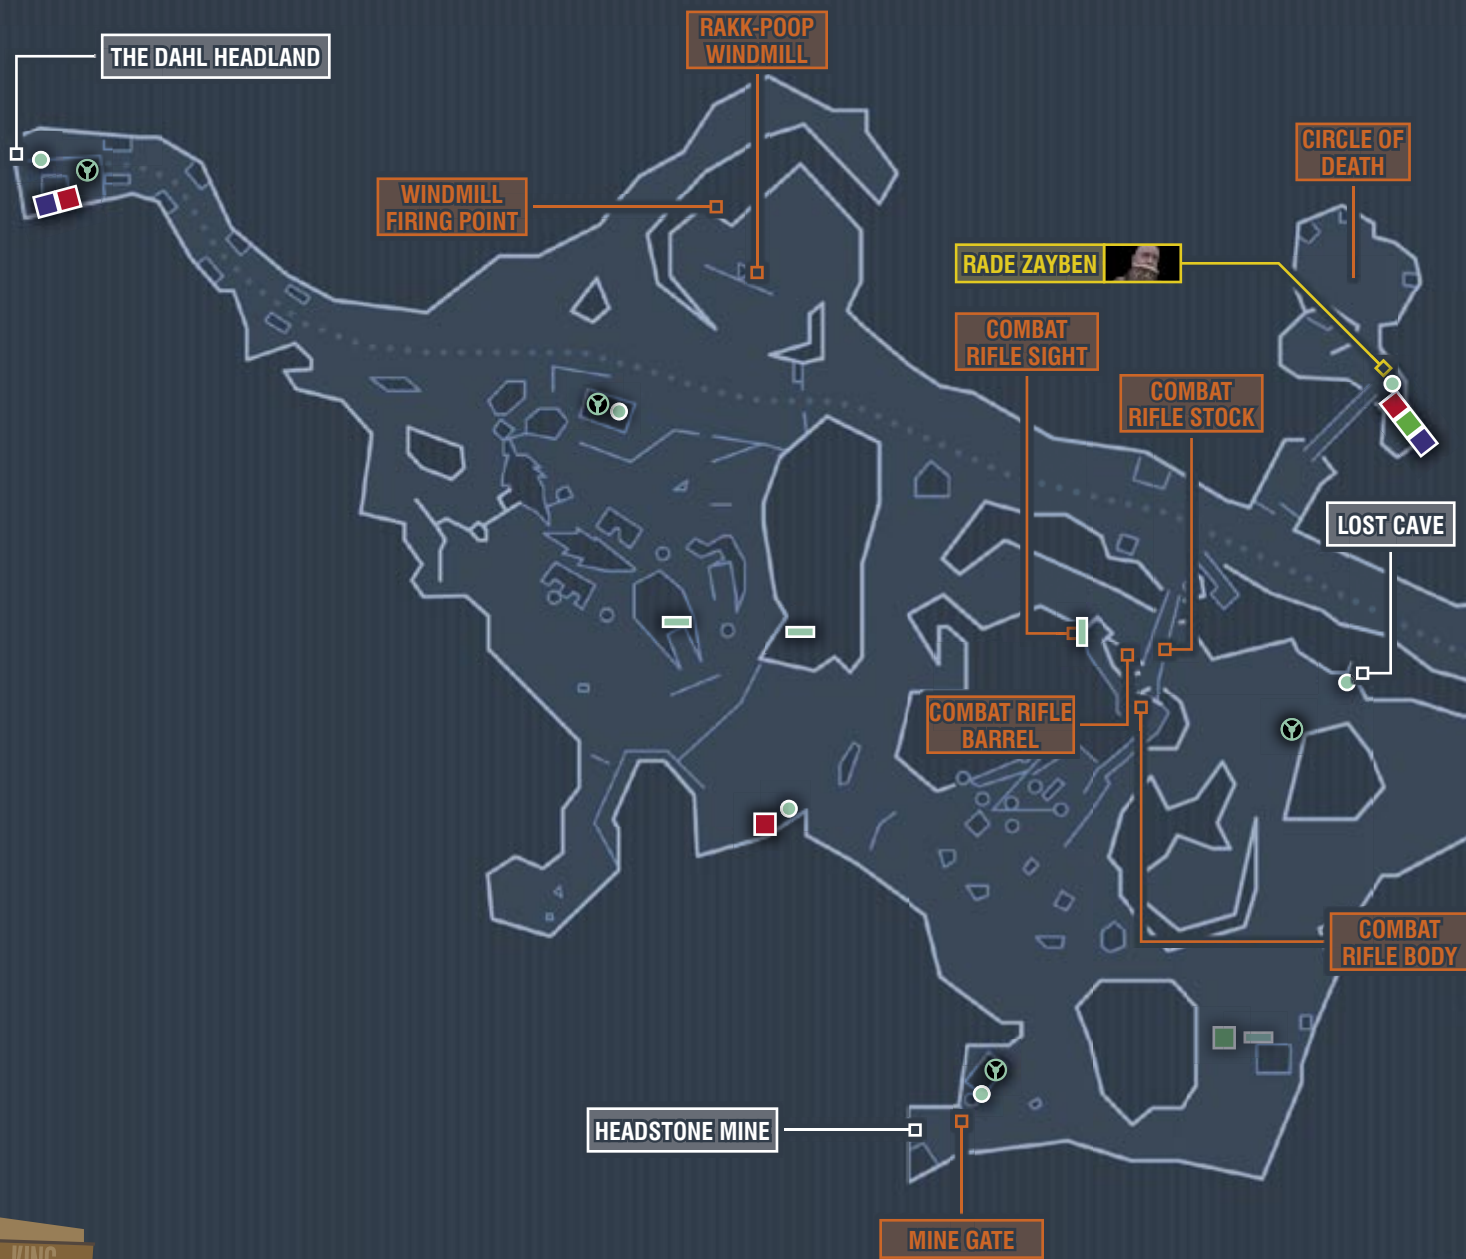 RAKK-POOP
WINDMILL
THE DAHL HEADLAND
CIRCLE OF
DEATH
WINDMILL
FIRING POINT
RADE ZAYBEN
COMBAT
RIFLE SIGHT
COMBAT
RIFLE STOCK
LOST CAVE
COMBAT RIFLE
BARREL
COMBAT
RIFLE BODY
HEADSTONE MINE
MINE GATE
KING